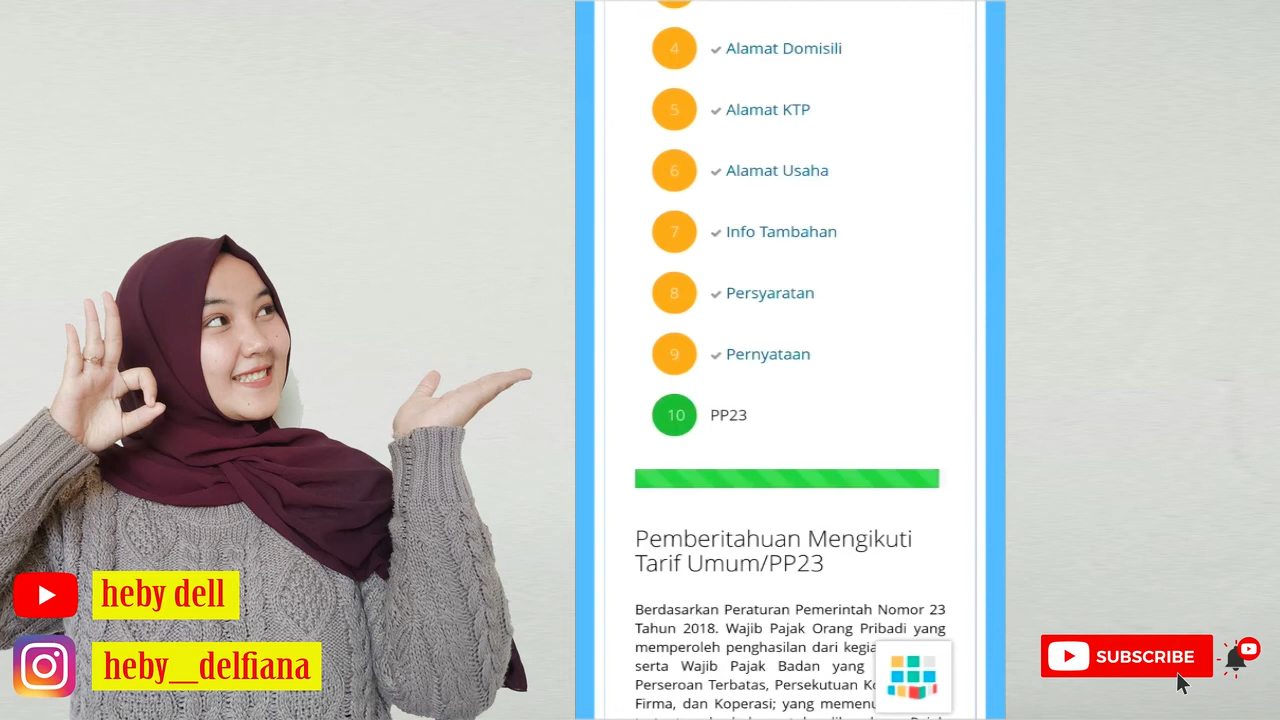 4 Alamat Domisili
5 Alamat KTP
6 Alamat Usaha
7 Info Tambahan
8 Persyaratan
9 Pernyataan
10 PP23
Pemberitahuan Mengikuti
Tarif Umum/PP23
Berdasarkan Peraturan Pemerintah Nomor 23
Tahun 2018. Wajib Pajak Orang Pribadi yang
memperoleh penghasilan dari
serta Wajib Pajak Badan yang
Perseroan Terbatas, Persekutuan
Firma, dan Koperasi; yang
heby dell
heby__delfiana
SUBSCRIBE